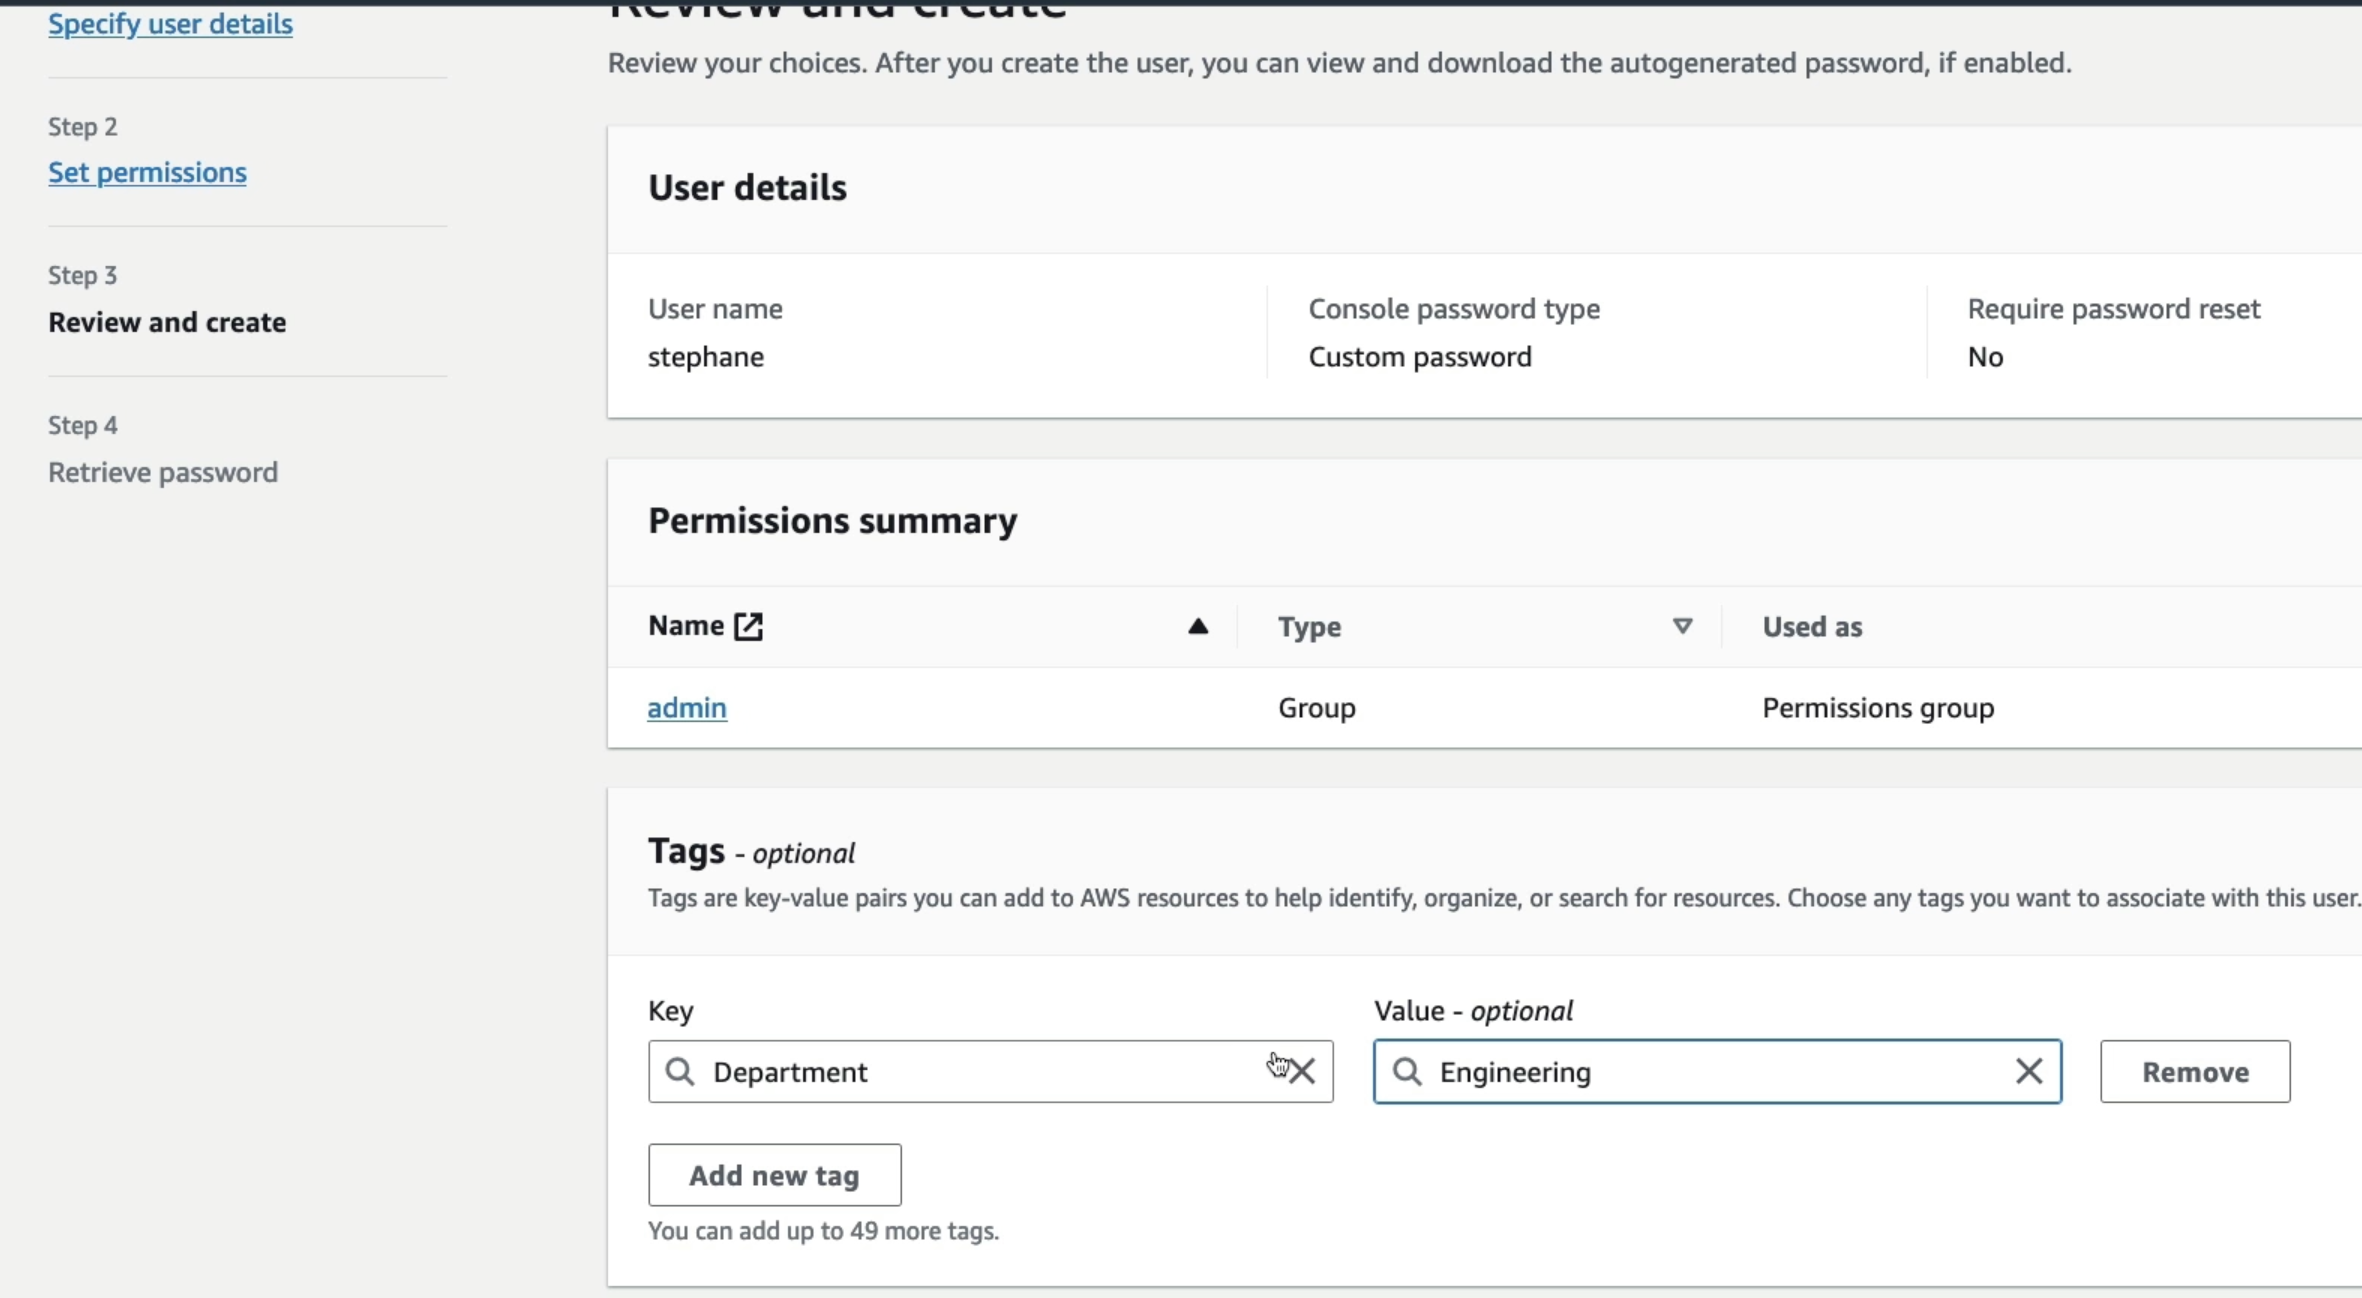 Specify user details
Step 2
Set permissions
Step 3
Review and create
Step 4
Retrieve password
Review and create
Review your choices. After you create the user, you can view and download the autogenerated password, if enabled.
User details
User name
stephane
Console password type
Custom password
Require password reset
No
Permissions summary
Name Type Used as
admin Group Permissions group
Tags - optional
Tags are key-value pairs you can add to AWS resources to help identify, organize, or search for resources. Choose any tags you want to associate with this user.
Key
Department
Value - optional
Engineering
Remove
Add new tag
You can add up to 49 more tags.